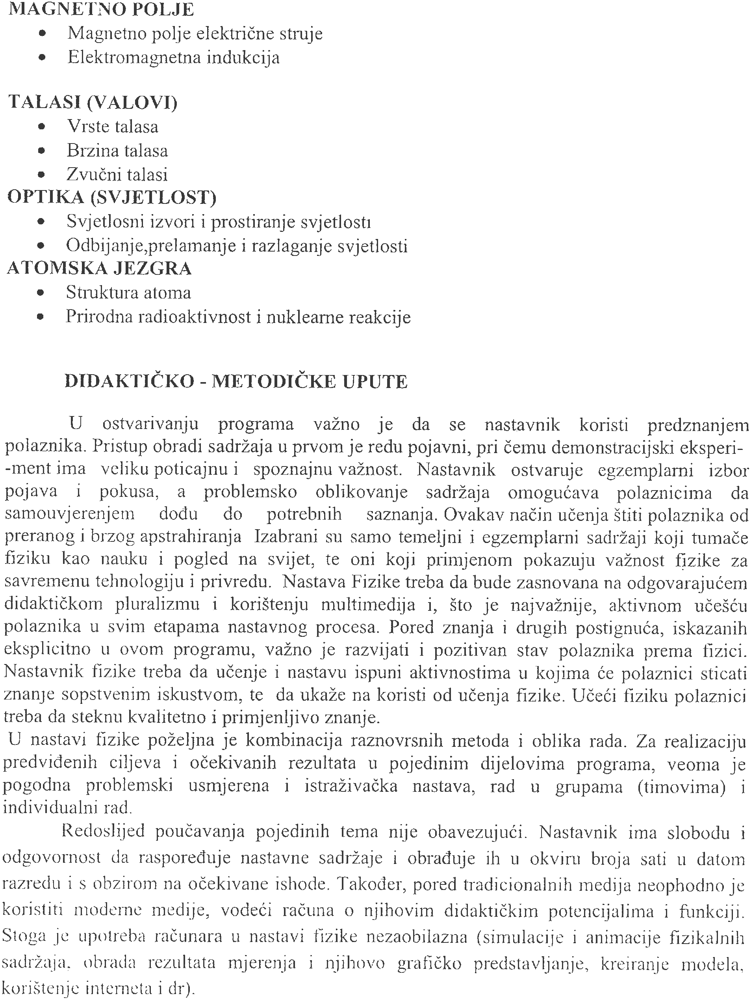 MAGNETNO POLJE
• Magnetno polje električne struje
• Elektromagnetna indukcija
TALASI (VALOVI)
• Vrste talasa
• Brzina talasa
• Zvučni talasi
OPTIKA (SVJETLOST)
• Svjetlosni izvori i prostiranje svjetlosti
• Odbijanje,prelamanje i razlaganje svjetlosti
ATOMSKA JEZGRA
• Struktura atoma
• Prirodna radioaktivnost i nuklearne reakcije
DIDAKTIČKO - METODIČKE UPUTE
U ostvarivanju programa važno je da se nastavnik koristi predznanjem
polaznika. Pristup obradi sadržaja u prvom je redu pojavni, pri čemu demonstracijski eksperi-
-ment ima veliku poticajnu i spoznajnu važnost. Nastavnik ostvaruje egzemplarni izbor
pojava i pokusa, a problemsko oblikovanje sadržaja omogućava polaznicima da
samouvjerenjem dođu do potrebnih saznanja. Ovakav način učenja štiti polaznika od
preranog i brzog apstrahiranja Izabrani su samo temeljni i egzemplarni sadržaji koji tumače
fiziku kao nauku i pogled na svijet, te oni koji primjenom pokazuju važnost fizike za
savremenu tehnologiju i privredu. Nastava Fizike treba da bude zasnovana na odgovarajućem
didaktičkom pluralizmu i korištenju multimedija i, što je najvažnije, aktivnom učešću
polaznika u svim etapama nastavnog procesa. Pored znanja i drugih postignuća, iskazanih
eksplicitno u ovom programu, važno je razvijati i pozitivan stav polaznika prema fizici.
Nastavnik fizike treba da učenje i nastavu ispuni aktivnostima u kojima će polaznici sticati
znanje sopstvenim iskustvom, te da ukaže na koristi od učenja fizike. Učeći fiziku polaznici
treba da steknu kvalitetno i primjenljivo znanje.
U nastavi fizike poželjna je kombinacija raznovrsnih metoda i oblika rada. Za realizaciju
predviđenih ciljeva i očekivanih rezultata u pojedinim dijelovima programa, veoma je
pogodna problemski usmjerena i istraživačka nastava, rad u grupama (timovima) i
individualni rad.
Redoslijed poučavanja pojedinih tema nije obavezujući. Nastavnik ima slobodu i
odgovornost da raspoređuje nastavne sadržaje i obrađuje ih u okviru broja sati u datom
razredu i s obzirom na očekivane ishode. Također, pored tradicionalnih medija neophodno je
koristiti moderne medije, vodeći računa o njihovim didaktičkim potencijalima i funkciji.
Stoga je upotreba računara u nastavi fizike nezaobilazna (simulacije i animacije fizikalnih
sadržaja, obrada rezultata mjerenja i njihovo grafičko predstavljanje, kreiranje modela,
korištenje interneta i dr).